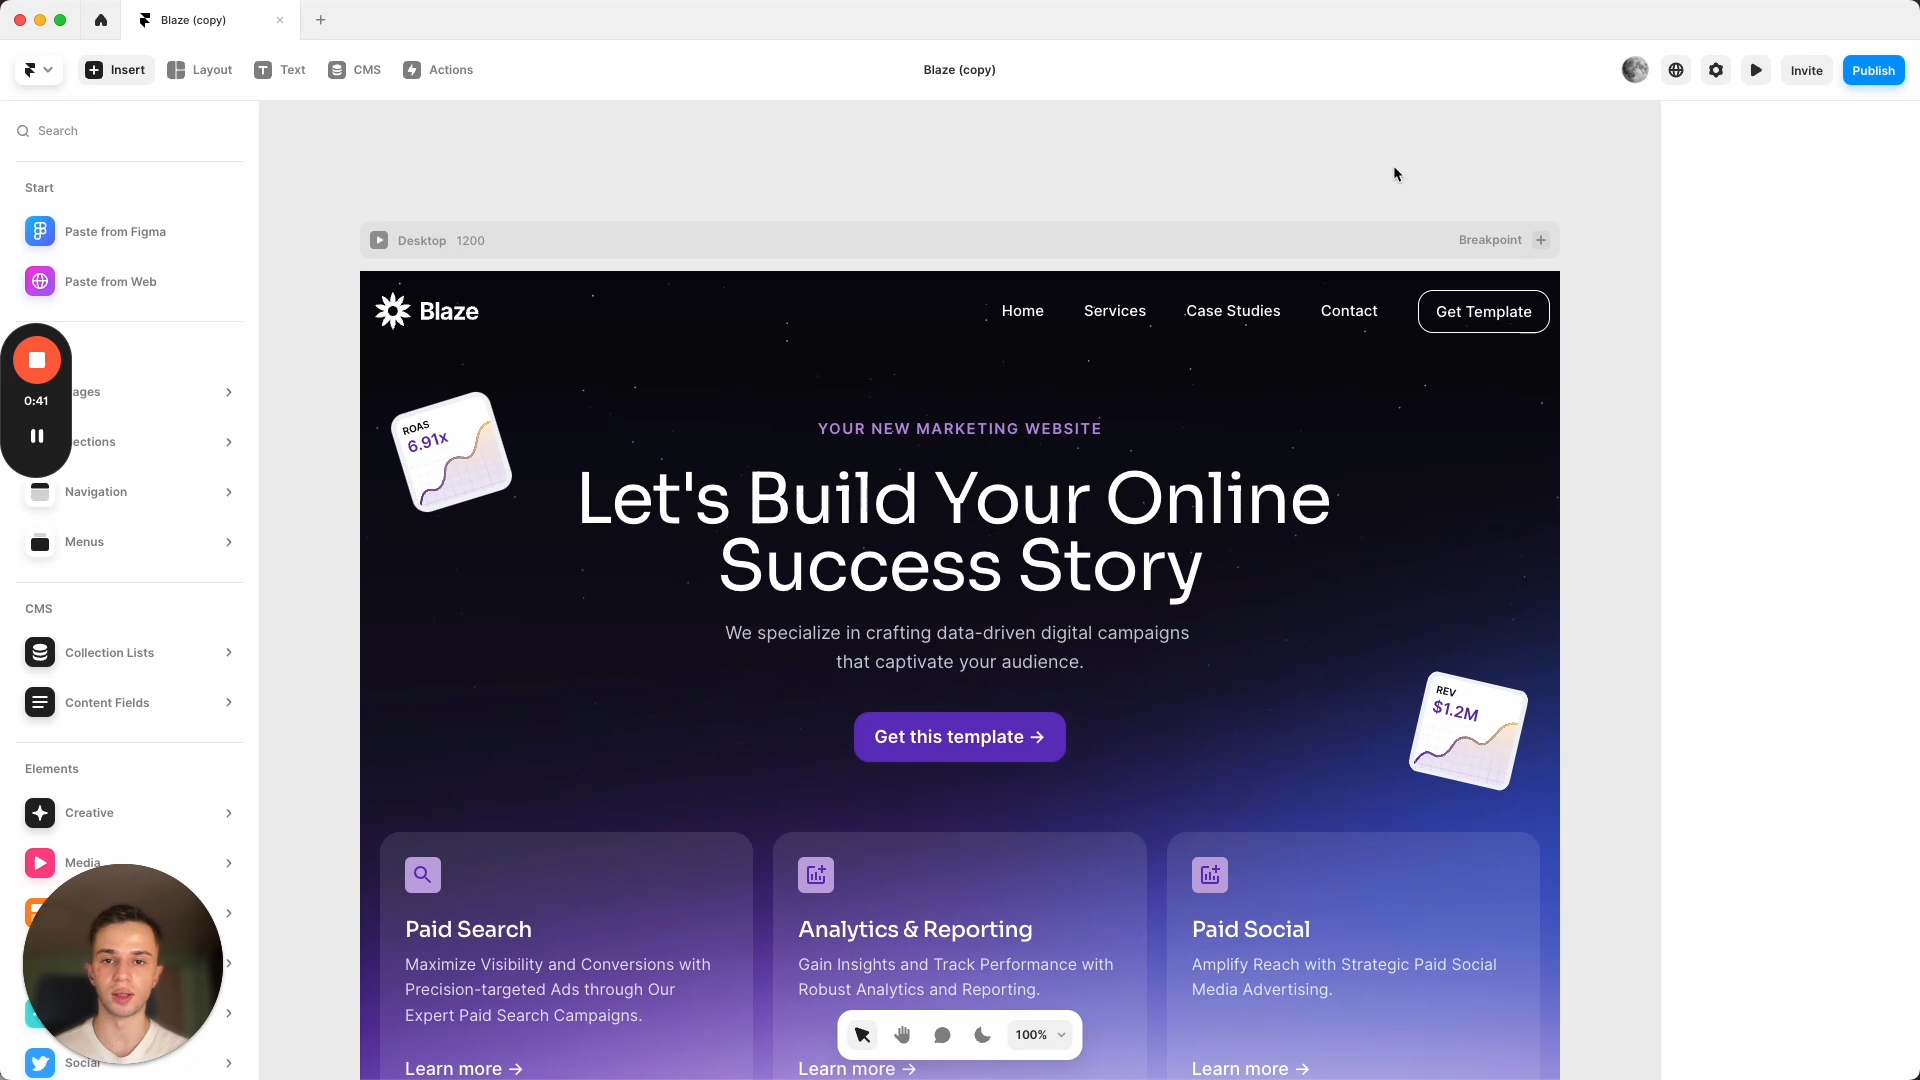 Blaze (copy)
Insert
Layout
Text
CMS
Actions
Blaze (copy)
Invite
Publish
Search
Start
Paste from Figma
Paste from Web
0:41
Navigation
Menus
CMS
Collection Lists
Content Fields
Elements
Creative
Media
Social
Desktop 1200
Breakpoint
Blaze
Home
Services
Case Studies
Contact
Get Template
ROAS
6.91x
YOUR NEW MARKETING WEBSITE
Let's Build Your Online
Success Story
We specialize in crafting data-driven digital campaigns
that captivate your audience.
Get this template →
REV
$1.2M
Paid Search
Maximize Visibility and Conversions with
Precision-targeted Ads through Our
Expert Paid Search Campaigns.
Learn more →
Analytics & Reporting
Gain Insights and Track Performance with
Robust Analytics and Reporting.
Learn more →
Paid Social
Amplify Reach with Strategic Paid Social
Media Advertising.
Learn more →
100%